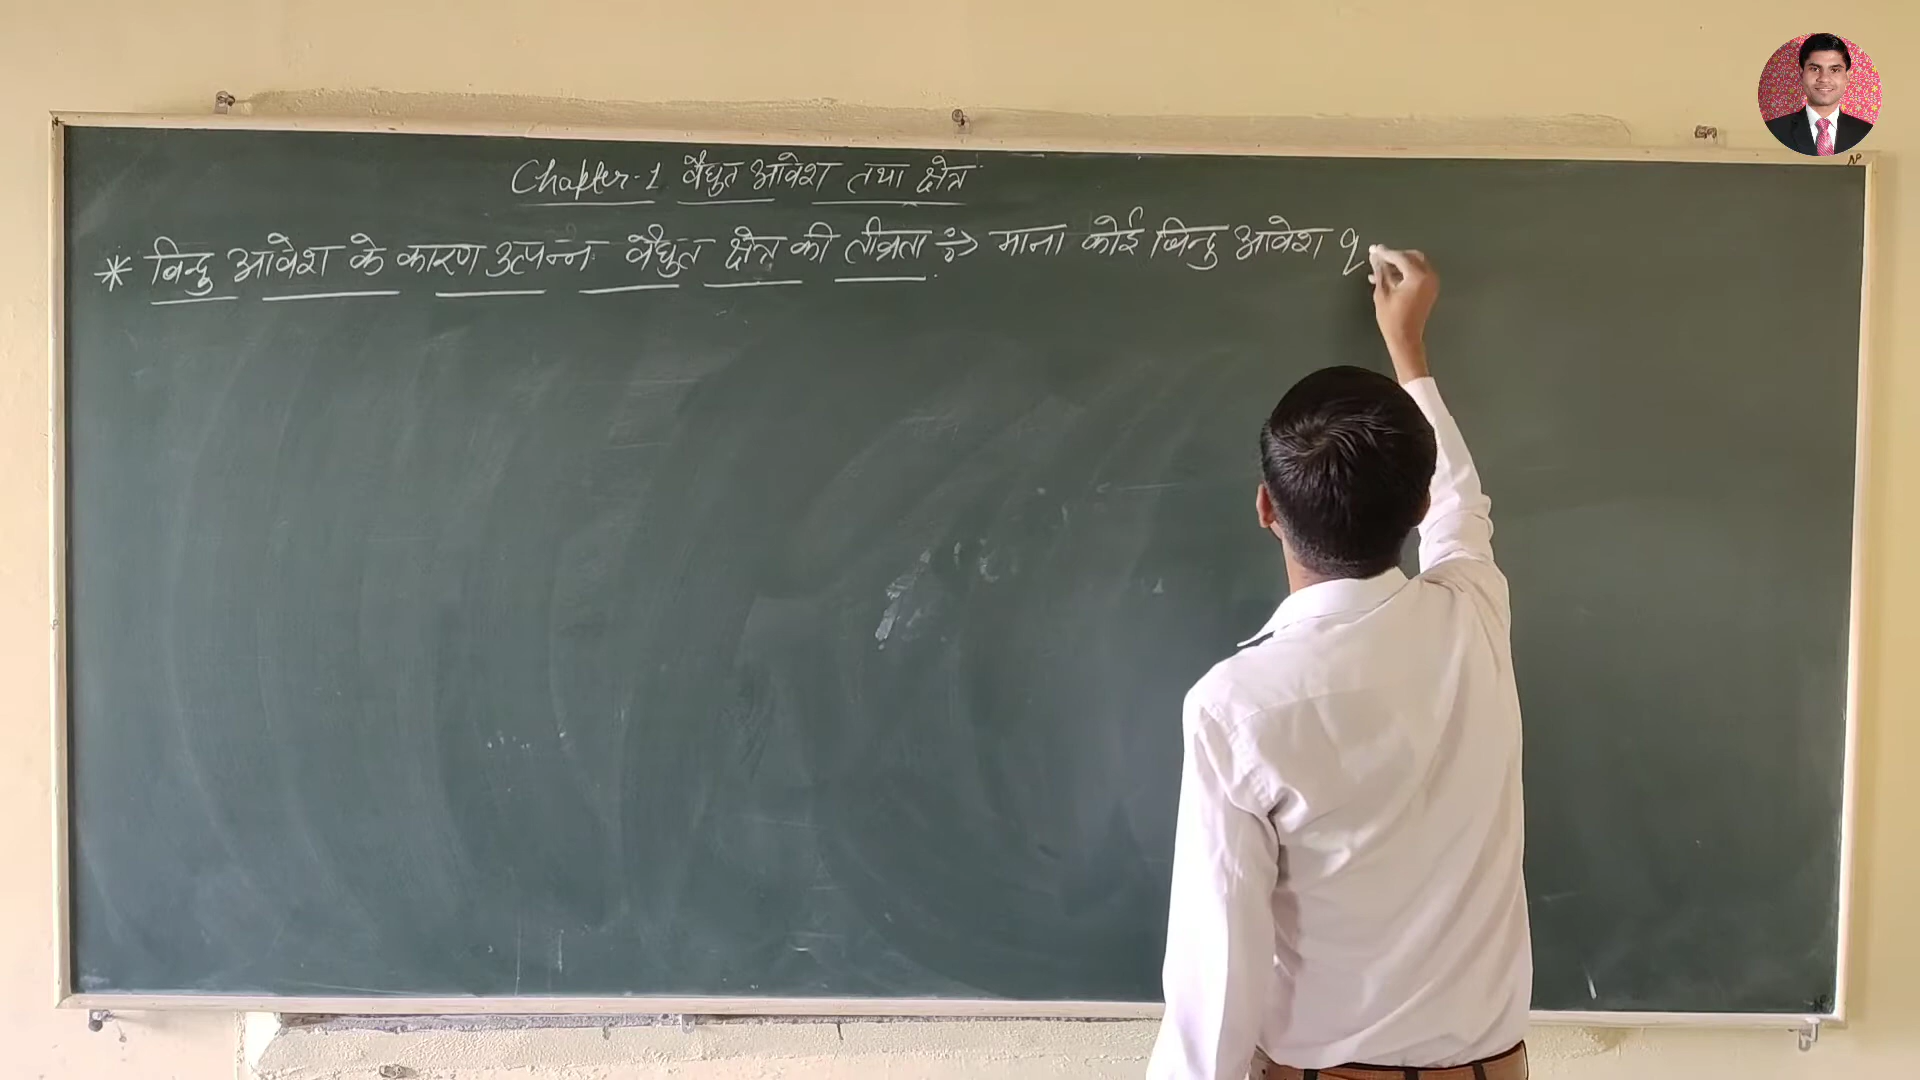 Chapter-1 वैधुत आवेश तथा क्षेत्र
* बिन्दु आवेश के कारण उत्पन्न वैधुत क्षेत्र की तीव्रता ÷> माना कोई बिन्दु आवेश q